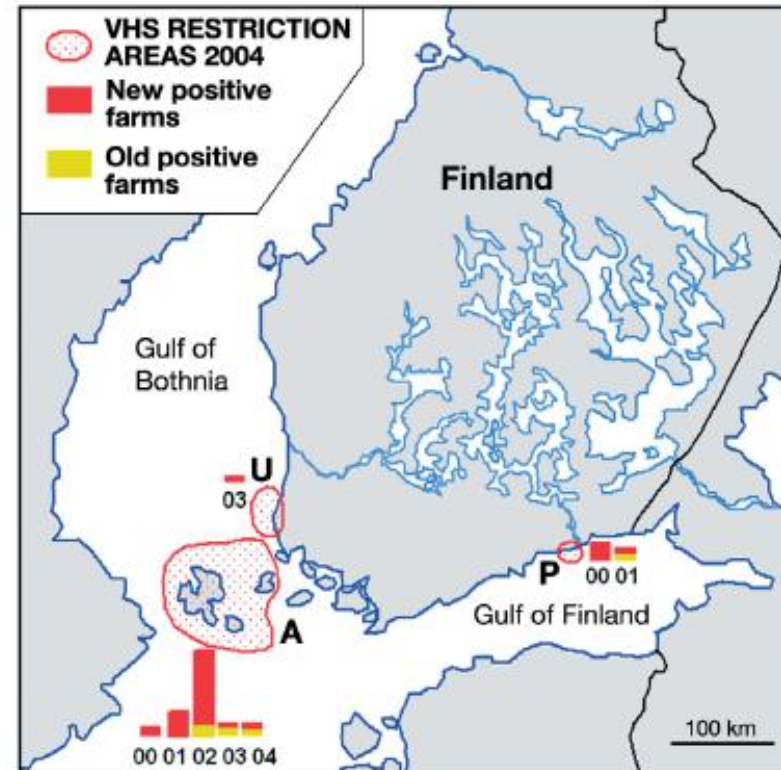 VHS RESTRICTION
AREAS 2004
New positive
farms
Old positive
farms
Finland
Gulf of
Bothnia
U
03
P
00 01
Gulf of Finland
A
00 01 02 03 04
100 km